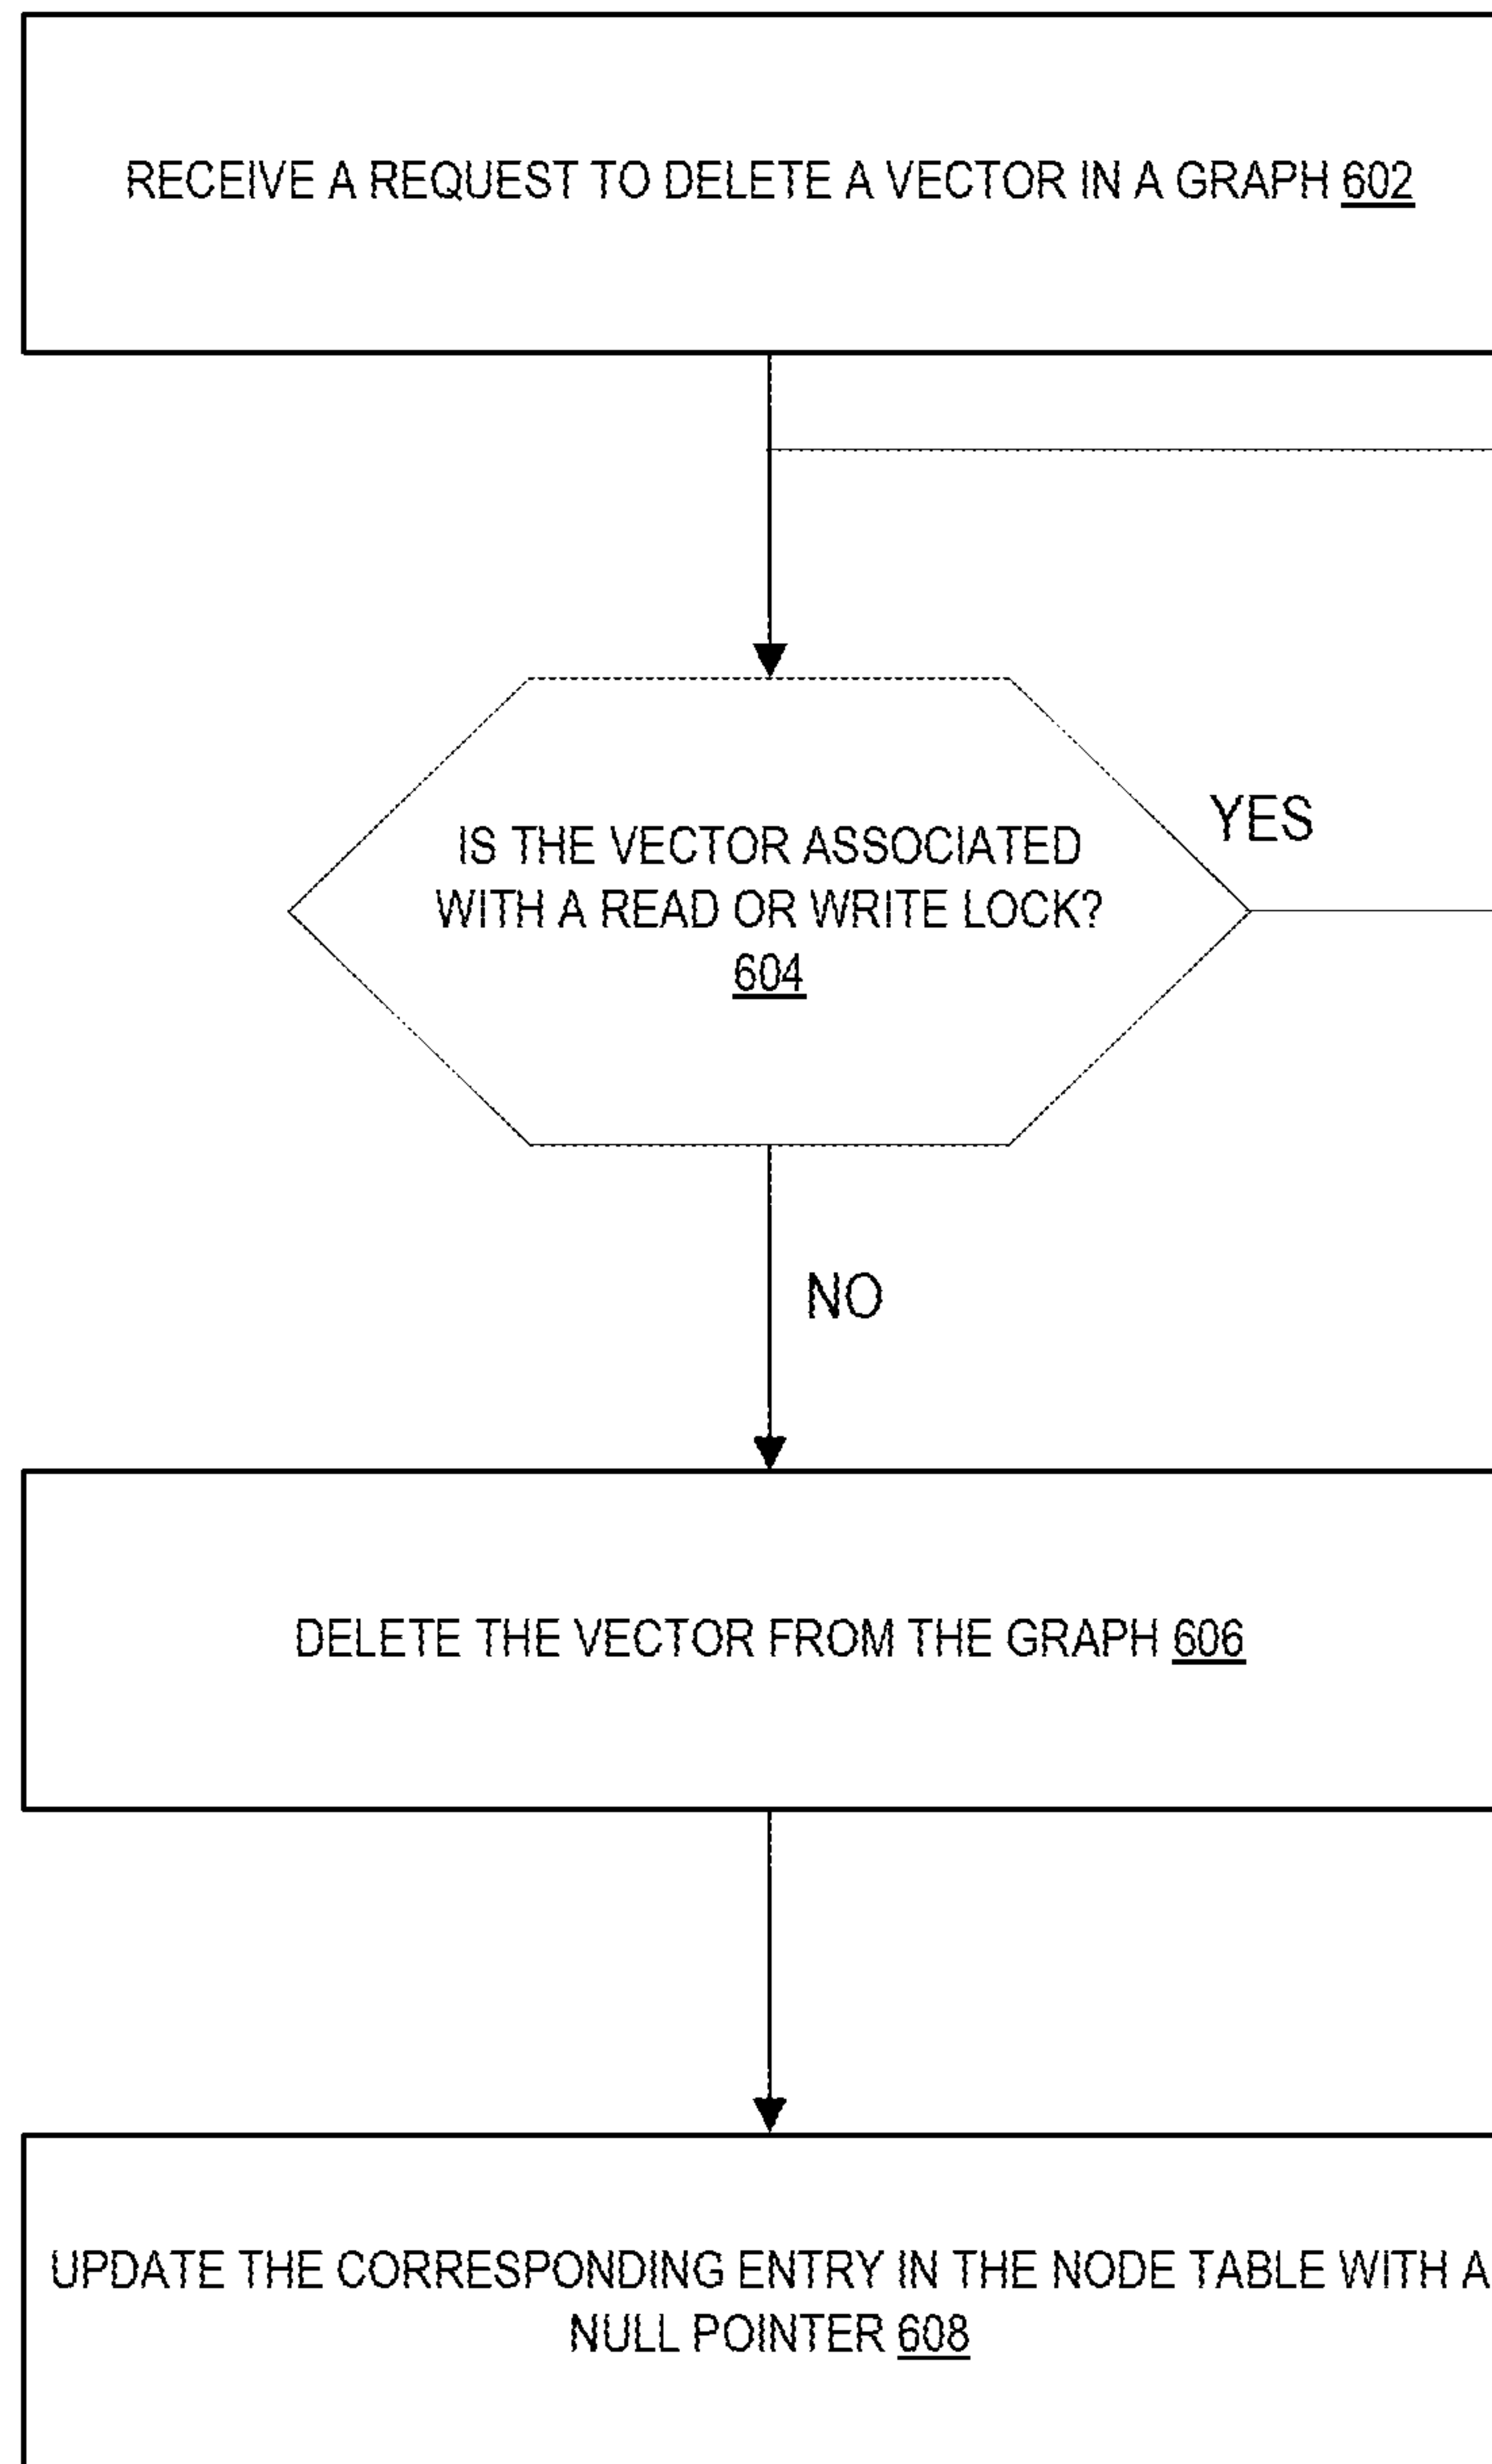 RECEIVE A REQUEST TO DELETE A VECTOR IN A GRAPH 602
IS THE VECTOR ASSOCIATED
WITH A READ OR WRITE LOCK?
604
YES
NO
DELETE THE VECTOR FROM THE GRAPH 606
UPDATE THE CORRESPONDING ENTRY IN THE NODE TABLE WITH A
NULL POINTER 608